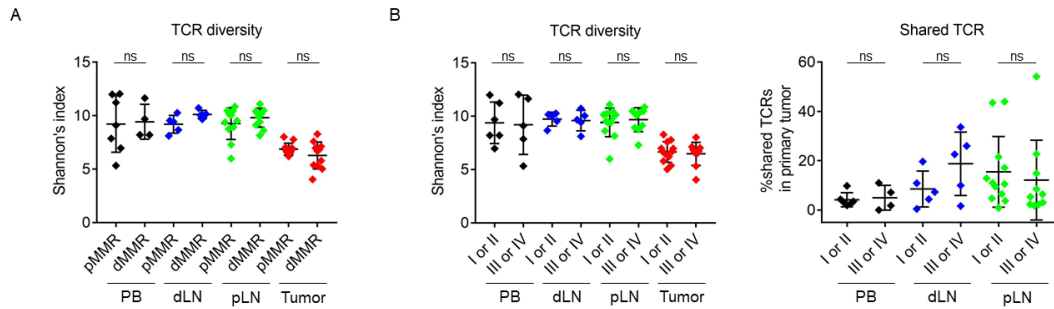 A
TCR diversity
ns ns ns ns
15
10
5
0
Shannon's index
pMMR dMMR pMMR dMMR pMMR dMMR pMMR dMMR
PB dLN pLN Tumor
B
TCR diversity
ns ns ns ns
15
10
5
0
Shannon's index
I or II III or IV I or II III or IV I or II III or IV I or II III or IV
PB dLN pLN Tumor
Shared TCR
ns ns ns
60
40
20
0
%shared TCRs
in primary tumor
I or II III or IV I or II III or IV I or II III or IV
PB dLN pLN